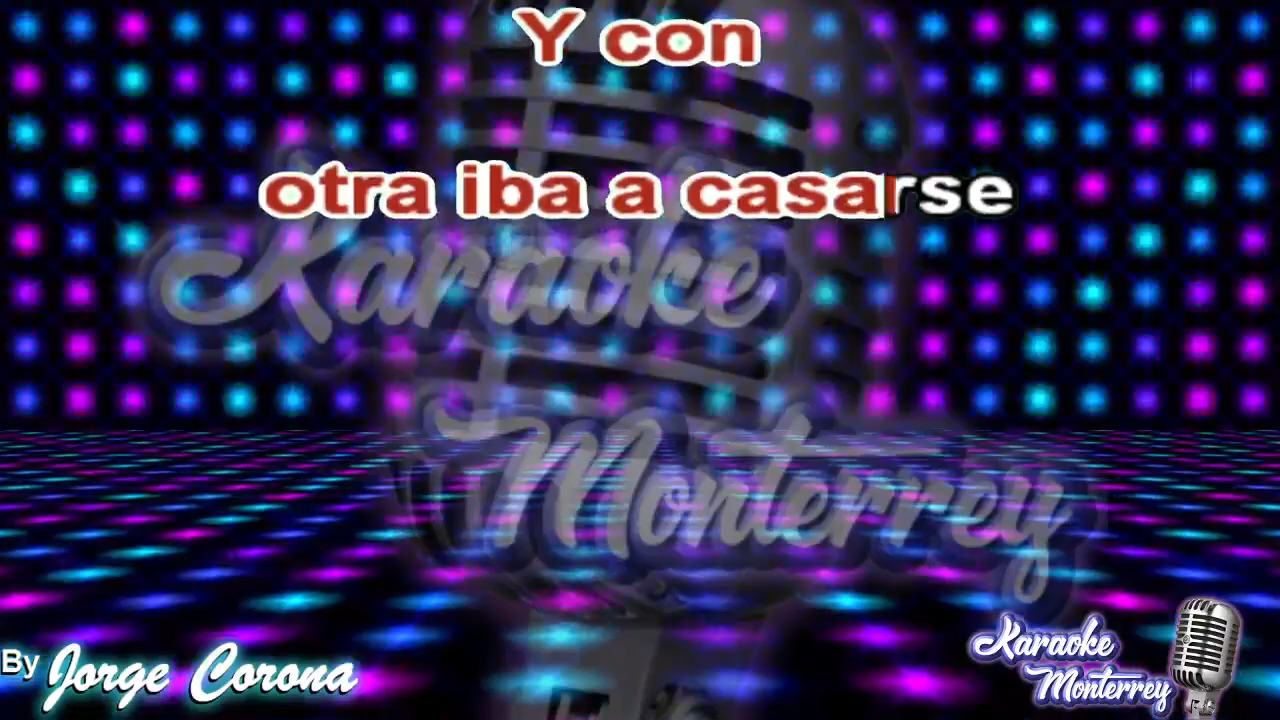 Y con
otra iba a casarse
Karaoke
Monterrey
By Jorge Corona
Karaoke
Monterrey